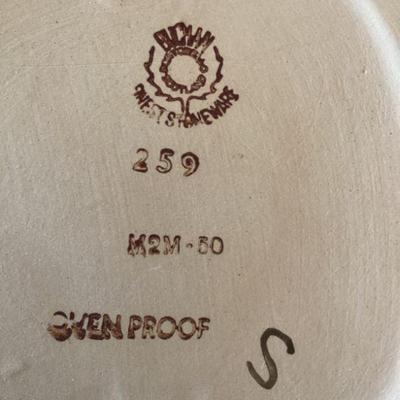 BUCHAN
FINEST STONEWARE
259
M2M-50
OVEN PROOF
S